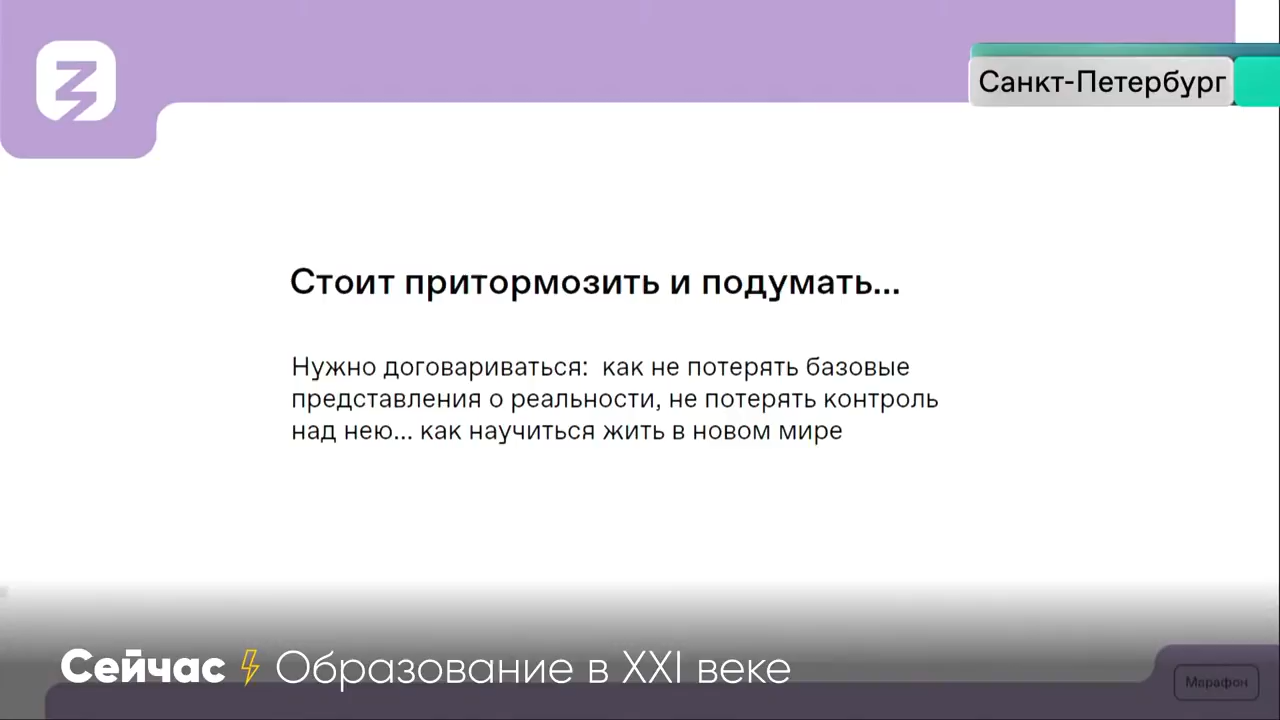 Санкт-Петербург
Стоит притормозить и подумать...
Нужно договариваться: как не потерять базовые
представления о реальности, не потерять контроль
над нею... как научиться жить в новом мире
Сейчас Образование в XXI веке
Марафон